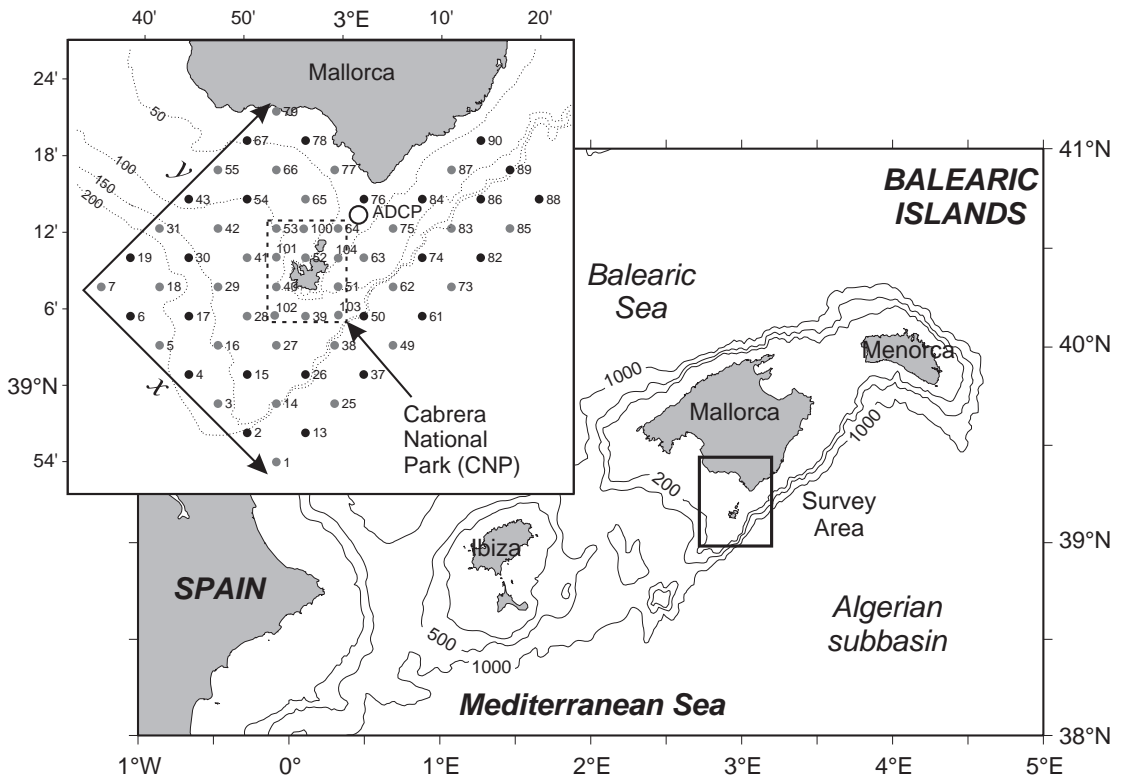 40' 50' 3°E 10' 20'
24'
Mallorca
50
79
67 78 90
18'
100 55 66 77 87 89
y
150
200 43 54 65 76 84 86 88
ADCP
12' 31 42 53 100 64 75 83 85
101 104
19 30 41 52 63 74 82
7 18 29 40 51 62 73
6' 102 103
6 17 28 39 50 61
5 16 27 38 49
x
39°N 4 15 26 37
3 14 25
2 13
54' 1
Cabrera
National
Park (CNP)
41°N
BALEARIC
ISLANDS
Balearic
Sea
40°N
Menorca
1000
Mallorca
1000
200
Survey
Area
39°N
Ibiza
SPAIN
Algerian
subbasin
500
1000
Mediterranean Sea
38°N
1°W 0° 1°E 2°E 3°E 4°E 5°E